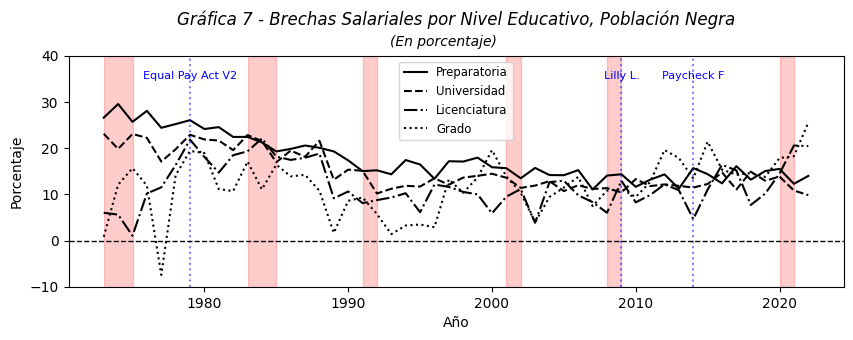 Gráfica 7 - Brechas Salariales por Nivel Educativo, Población Negra
(En porcentaje)
40
30
20
10
0
−10
Porcentaje
Equal Pay Act V2
Lilly L.
Paycheck F
Preparatoria
Universidad
Licenciatura
Grado
1980
1990
2000
2010
2020
Año